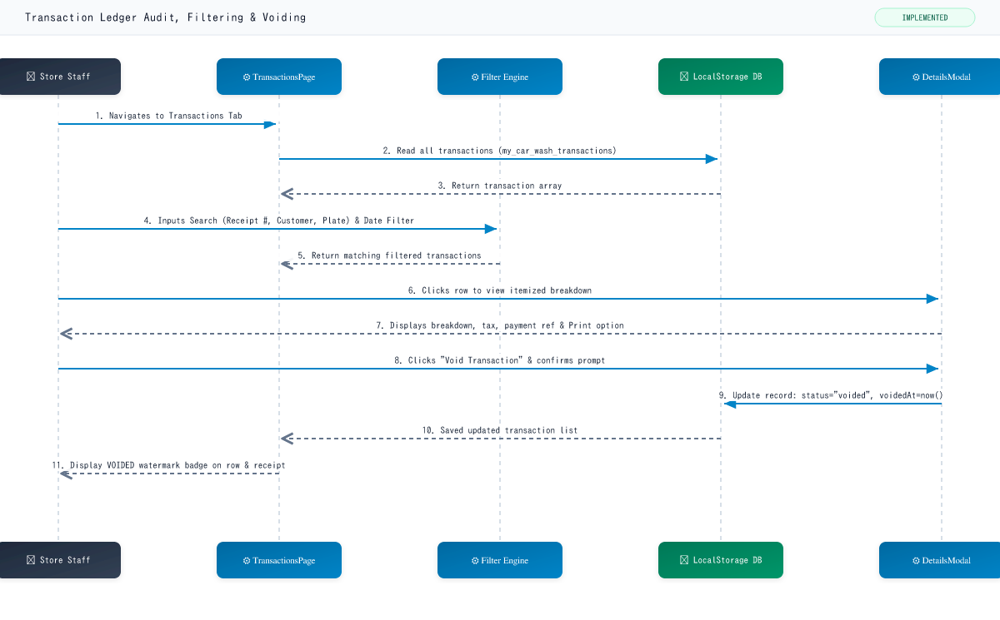 Transaction Ledger Audit, Filtering & Voiding
IMPLEMENTED
Store Staff
⚙ TransactionsPage
⚙ Filter Engine
LocalStorage DB
⚙ DetailsModal
1. Navigates to Transactions Tab
2. Read all transactions (my_car_wash_transactions)
3. Return transaction array
4. Inputs Search (Receipt #, Customer, Plate) & Date Filter
5. Return matching filtered transactions
6. Clicks row to view itemized breakdown
7. Displays breakdown, tax, payment ref & Print option
8. Clicks "Void Transaction" & confirms prompt
9. Update record: status="voided", voidedAt=now()
10. Saved updated transaction list
11. Display VOIDED watermark badge on row & receipt
Store Staff
⚙ TransactionsPage
⚙ Filter Engine
LocalStorage DB
⚙ DetailsModal